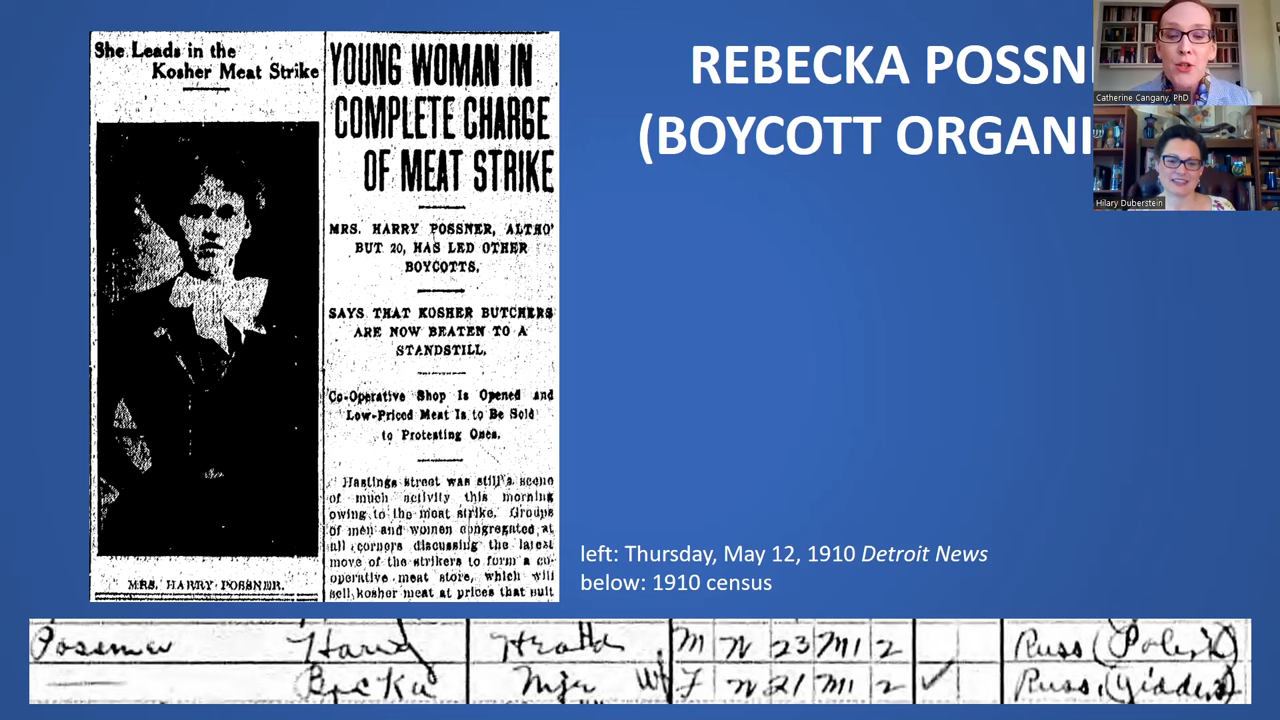 She Leads in the
Kosher Meat Strike
MRS. HARRY POSSNER.
YOUNG WOMAN IN
COMPLETE CHARGE
OF MEAT STRIKE
MRS. HARRY POSSNER, ALTHO'
BUT 20, HAS LED OTHER
BOYCOTTS.
SAYS THAT KOSHER BUTCHERS
ARE NOW BEATEN TO A
STANDSTILL.
Co-Operative Shop Is Opened and
Low-Priced Meat Is to Be Sold
to Protesting Ones.
Hastings street was still a scene
of much activity this morning
owing to the meat strike. Groups
of men and women congregated at
all corners discussing the latest
move of the strikers to form a co-
operative meat store, which will
sell kosher meat at prices that suit
REBECKA POSSN
(BOYCOTT ORGANI
Catherine Cangany, PhD
Hilary Duberstein
left: Thursday, May 12, 1910 Detroit News
below: 1910 census
Harry M 23 M1 2 Russ (Polish)
F 21 M1 2 Russ (Yiddish)